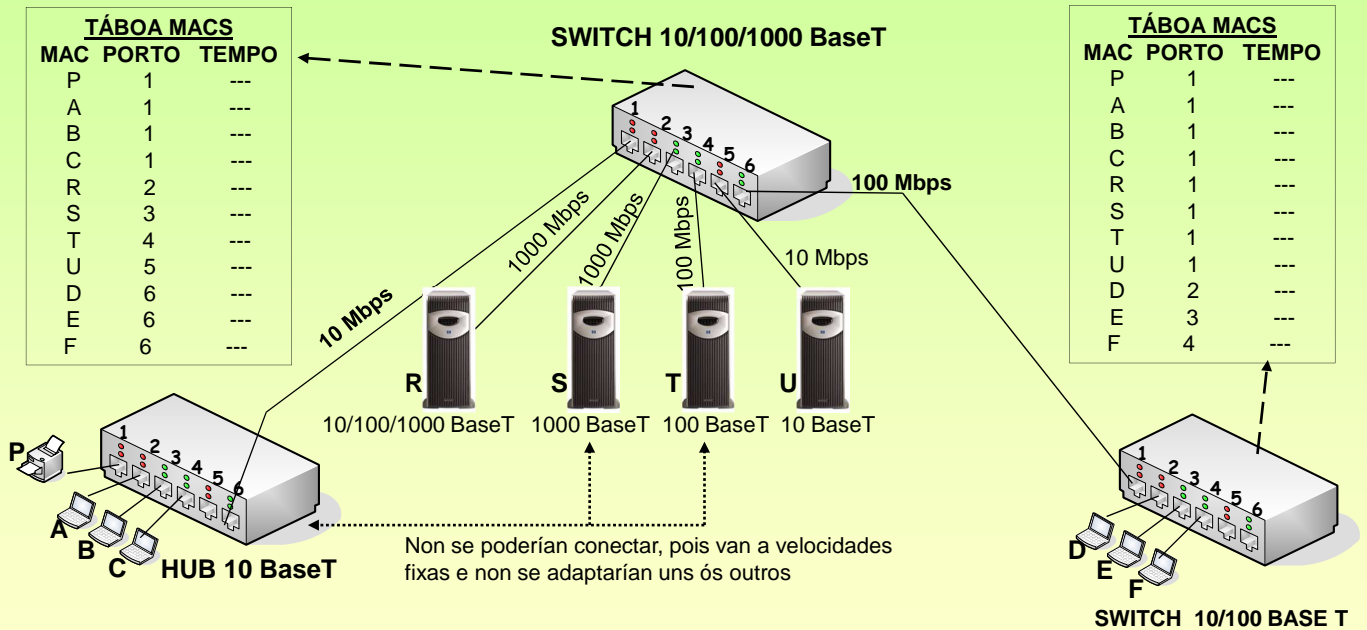 TÁBOA MACS
MAC PORTO TEMPO
P 1 ---
A 1 ---
B 1 ---
C 1 ---
R 2 ---
S 3 ---
T 4 ---
U 5 ---
D 6 ---
E 6 ---
F 6 ---
SWITCH 10/100/1000 BaseT
1 2 3 4 5 6
TÁBOA MACS
MAC PORTO TEMPO
P 1 ---
A 1 ---
B 1 ---
C 1 ---
R 1 ---
S 1 ---
T 1 ---
U 1 ---
D 2 ---
E 3 ---
F 4 ---
10 Mbps
1000 Mbps
1000 Mbps
100 Mbps
10 Mbps
100 Mbps
R
S
T
U
10/100/1000 BaseT
1000 BaseT
100 BaseT
10 BaseT
P
1 2 3 4 5 6
A
B
C
HUB 10 BaseT
Non se poderían conectar, pois van a velocidades
fixas e non se adaptarían uns ós outros
1 2 3 4 5 6
D
E
F
SWITCH 10/100 BASE T